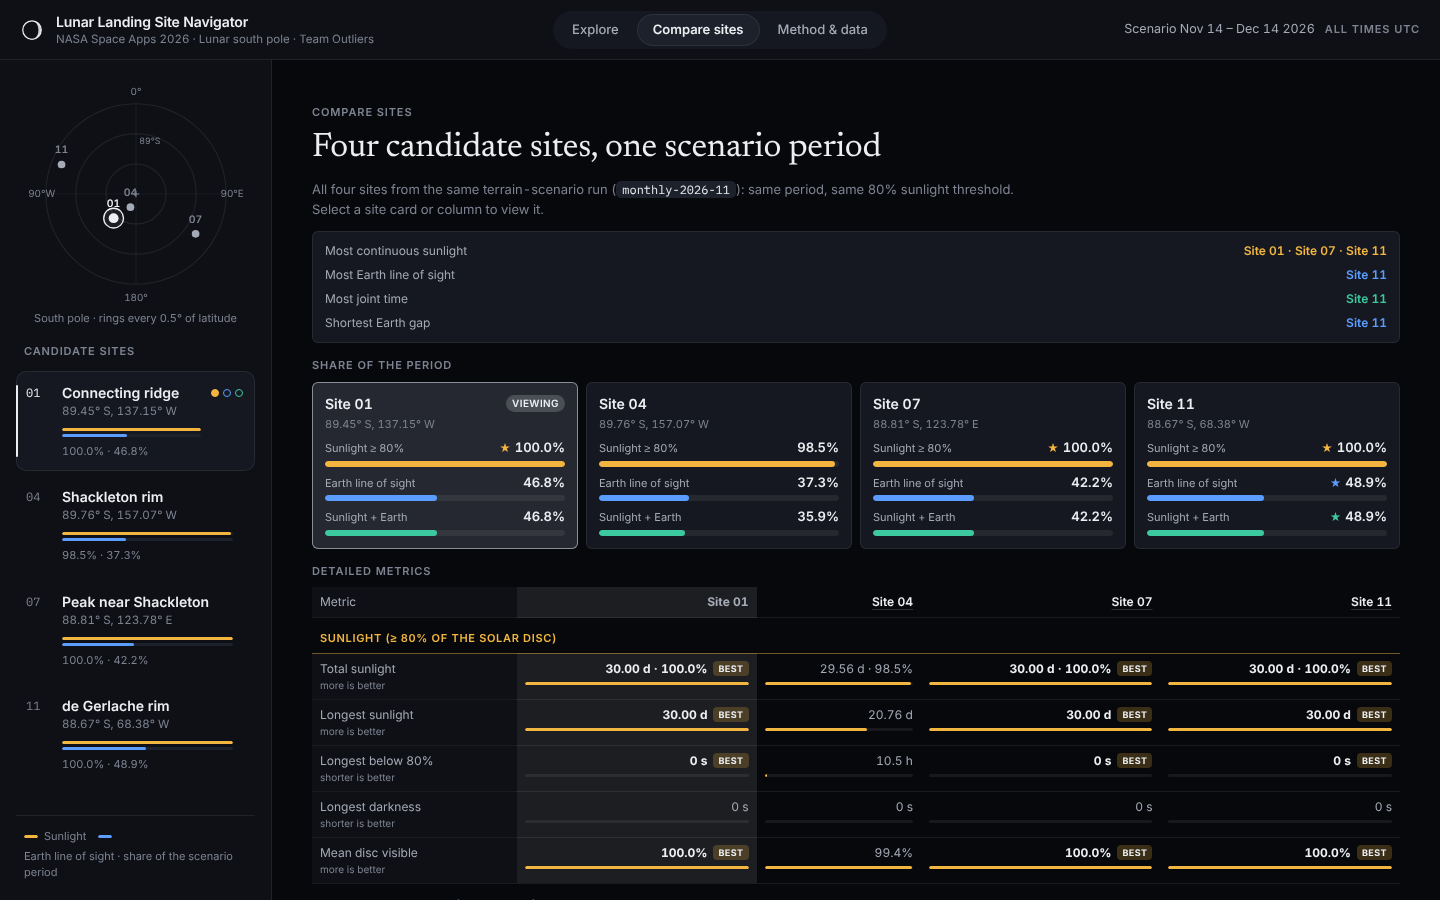 Lunar Landing Site Navigator
NASA Space Apps 2026 · Lunar south pole · Team Outliers
Explore
Compare sites
Method & data
Scenario Nov 14 – Dec 14 2026 ALL TIMES UTC
0°
89°S
11
90°W
04
90°E
01
07
180°
South pole · rings every 0.5° of latitude
CANDIDATE SITES
01 Connecting ridge
89.45° S, 137.15° W
100.0% · 46.8%
04 Shackleton rim
89.76° S, 157.07° W
98.5% · 37.3%
07 Peak near Shackleton
88.81° S, 123.78° E
100.0% · 42.2%
11 de Gerlache rim
88.67° S, 68.38° W
100.0% · 48.9%
Sunlight
Earth line of sight · share of the scenario
period
COMPARE SITES
Four candidate sites, one scenario period
All four sites from the same terrain-scenario run ( monthly-2026-11 ): same period, same 80% sunlight threshold.
Select a site card or column to view it.
Most continuous sunlight Site 01 · Site 07 · Site 11
Most Earth line of sight Site 11
Most joint time Site 11
Shortest Earth gap Site 11
SHARE OF THE PERIOD
Site 01 VIEWING
89.45° S, 137.15° W
Sunlight ≥ 80% ★ 100.0%
Earth line of sight 46.8%
Sunlight + Earth 46.8%
Site 04
89.76° S, 157.07° W
Sunlight ≥ 80% 98.5%
Earth line of sight 37.3%
Sunlight + Earth 35.9%
Site 07
88.81° S, 123.78° E
Sunlight ≥ 80% ★ 100.0%
Earth line of sight 42.2%
Sunlight + Earth 42.2%
Site 11
88.67° S, 68.38° W
Sunlight ≥ 80% ★ 100.0%
Earth line of sight ★ 48.9%
Sunlight + Earth ★ 48.9%
DETAILED METRICS
Metric Site 01 Site 04 Site 07 Site 11
SUNLIGHT (≥ 80% OF THE SOLAR DISC)
Total sunlight 30.00 d · 100.0% BEST 29.56 d · 98.5% 30.00 d · 100.0% BEST 30.00 d · 100.0% BEST
more is better
Longest sunlight 30.00 d BEST 20.76 d 30.00 d BEST 30.00 d BEST
more is better
Longest below 80% 0 s BEST 10.5 h 0 s BEST 0 s BEST
shorter is better
Longest darkness 0 s 0 s 0 s 0 s
shorter is better
Mean disc visible 100.0% BEST 99.4% 100.0% BEST 100.0% BEST
more is better